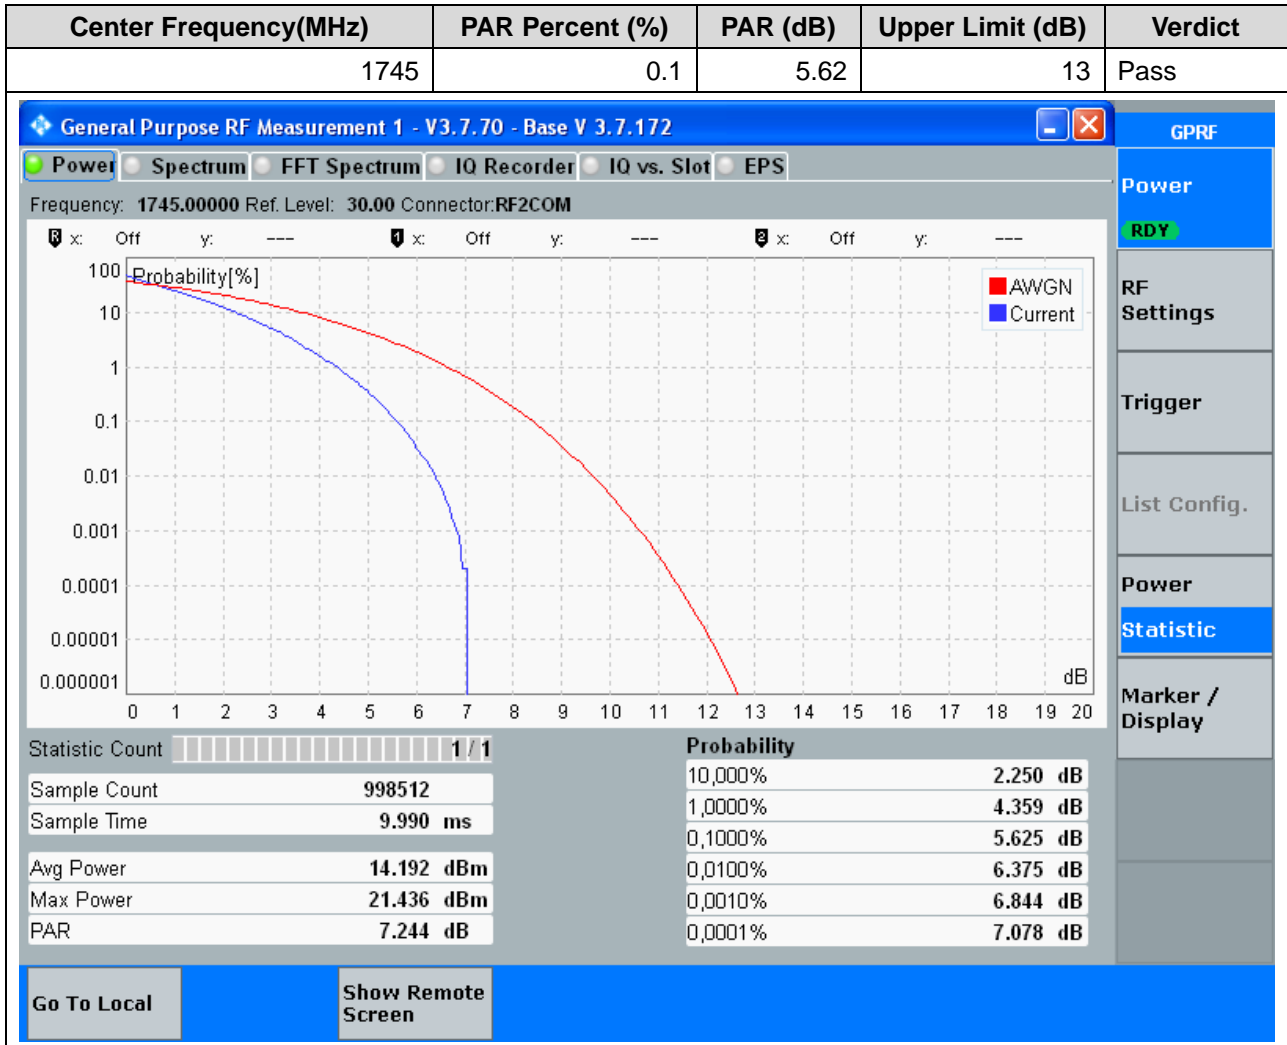 Center Frequency(MHz) PAR Percent (%) PAR (dB) Upper Limit (dB) Verdict
1745 0.1 5.62 13 Pass
General Purpose RF Measurement 1 - V3.7.70 - Base V 3.7.172
GPRF
Power Spectrum FFT Spectrum IQ Recorder IQ vs. Slot EPS
Power
RDY
Frequency: 1745.00000 Ref. Level: 30.00 Connector:RF2COM
R x: Off y: --- 1 x: Off y: --- 2 x: Off y: ---
Probability[%]
AWGN
Current
100
10
1
0.1
0.01
0.001
0.0001
0.00001
0.000001
dB
0 1 2 3 4 5 6 7 8 9 10 11 12 13 14 15 16 17 18 19 20
RF
Settings
Trigger
List Config.
Power
Statistic
Marker /
Display
Statistic Count 1 / 1
Sample Count 998512
Sample Time 9.990 ms
Avg Power 14.192 dBm
Max Power 21.436 dBm
PAR 7.244 dB
Probability
10,000% 2.250 dB
1,0000% 4.359 dB
0,1000% 5.625 dB
0,0100% 6.375 dB
0,0010% 6.844 dB
0,0001% 7.078 dB
Go To Local
Show Remote
Screen